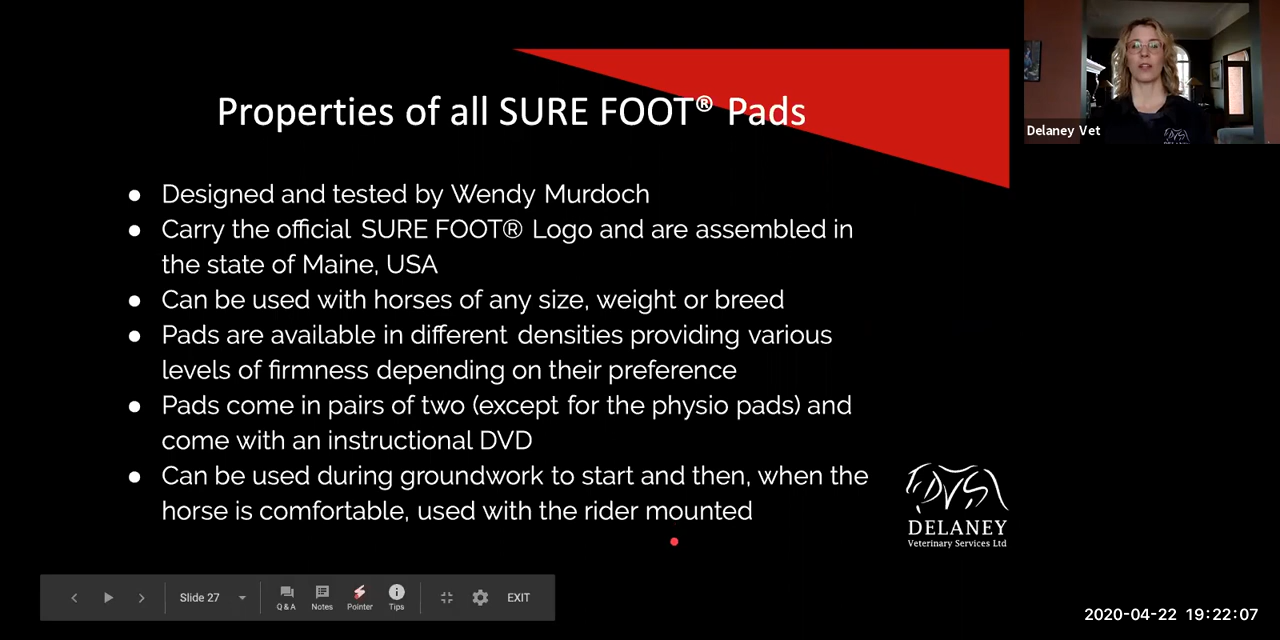 Properties of all SURE FOOT® Pads
Delaney Vet
● Designed and tested by Wendy Murdoch
● Carry the official SURE FOOT® Logo and are assembled in
the state of Maine, USA
● Can be used with horses of any size, weight or breed
● Pads are available in different densities providing various
levels of firmness depending on their preference
● Pads come in pairs of two (except for the physio pads) and
come with an instructional DVD
● Can be used during groundwork to start and then, when the
horse is comfortable, used with the rider mounted
DVS
DELANEY
Veterinary Services Ltd
Slide 27
Q&A
Notes
Pointer
Tips
EXIT
2020-04-22 19:22:07